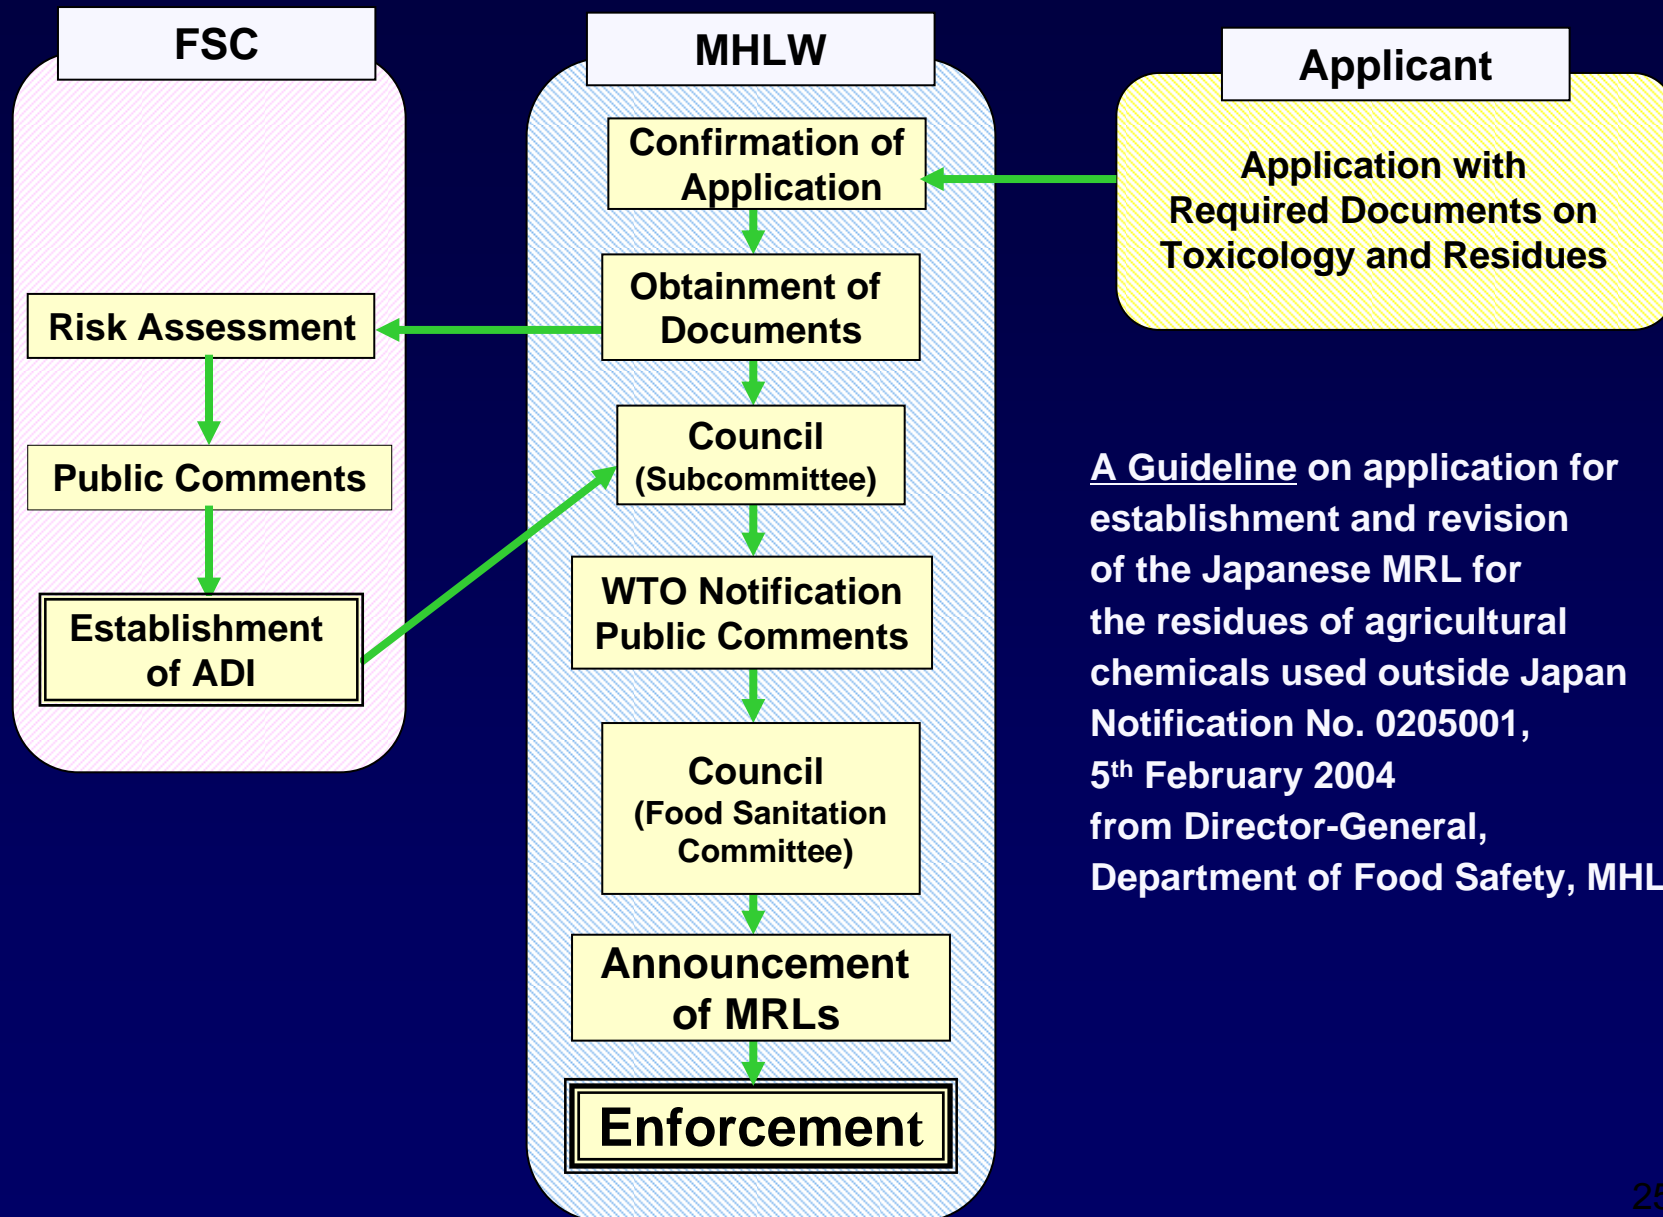 FSC
Risk Assessment
Public Comments
Establishment
of ADI
MHLW
Confirmation of
Application
Obtainment of
Documents
Council
(Subcommittee)
WTO Notification
Public Comments
Council
(Food Sanitation
Committee)
Announcement
of MRLs
Enforcement
Applicant
Application with
Required Documents on
Toxicology and Residues
A Guideline on application for
establishment and revision
of the Japanese MRL for
the residues of agricultural
chemicals used outside Japan
Notification No. 0205001,
5th February 2004
from Director-General,
Department of Food Safety, MHL
25